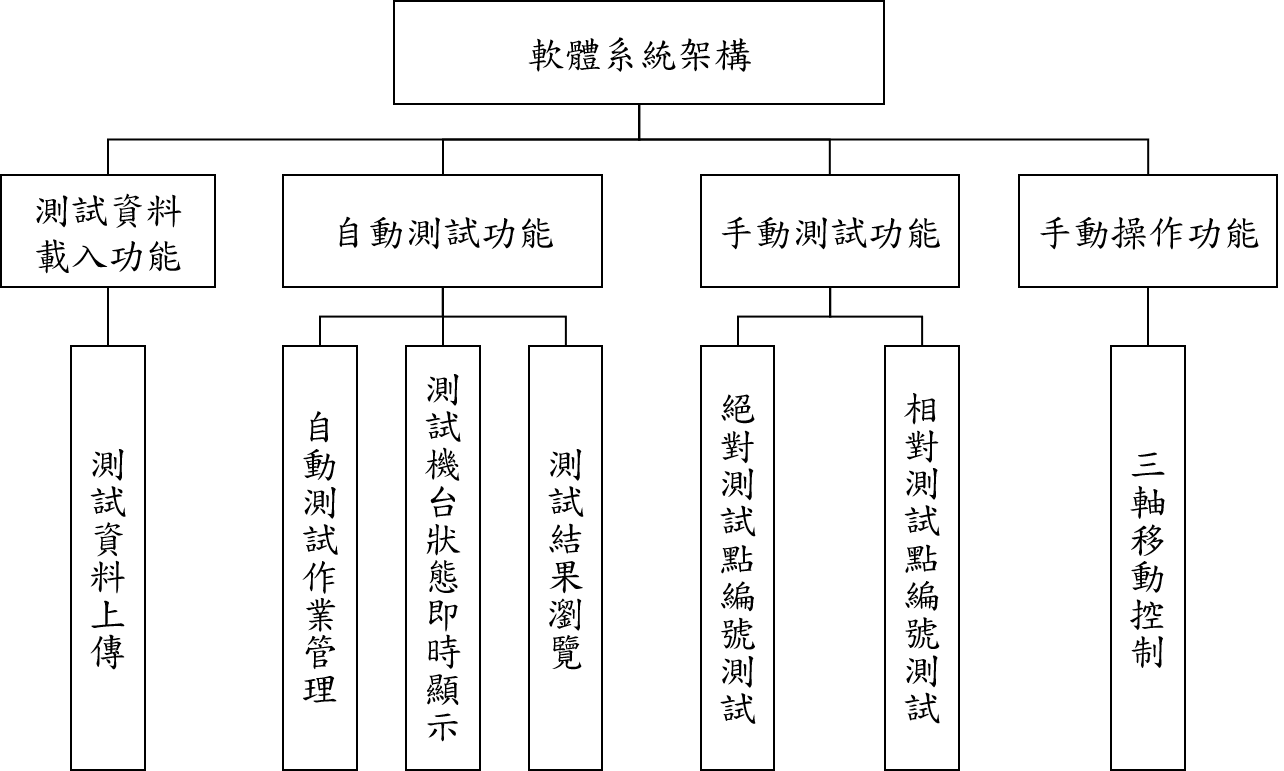 軟體系統架構
測試資料
載入功能
自動測試功能
手動測試功能
手動操作功能
測試資料上傳
自動測試作業管理
測試機台狀態即時顯示
測試結果瀏覽
絕對測試點編號測試
相對測試點編號測試
三軸移動控制